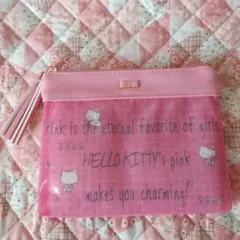 Pink is the eternal favorite of girls
HELLO KITTY's pink
makes you charming!